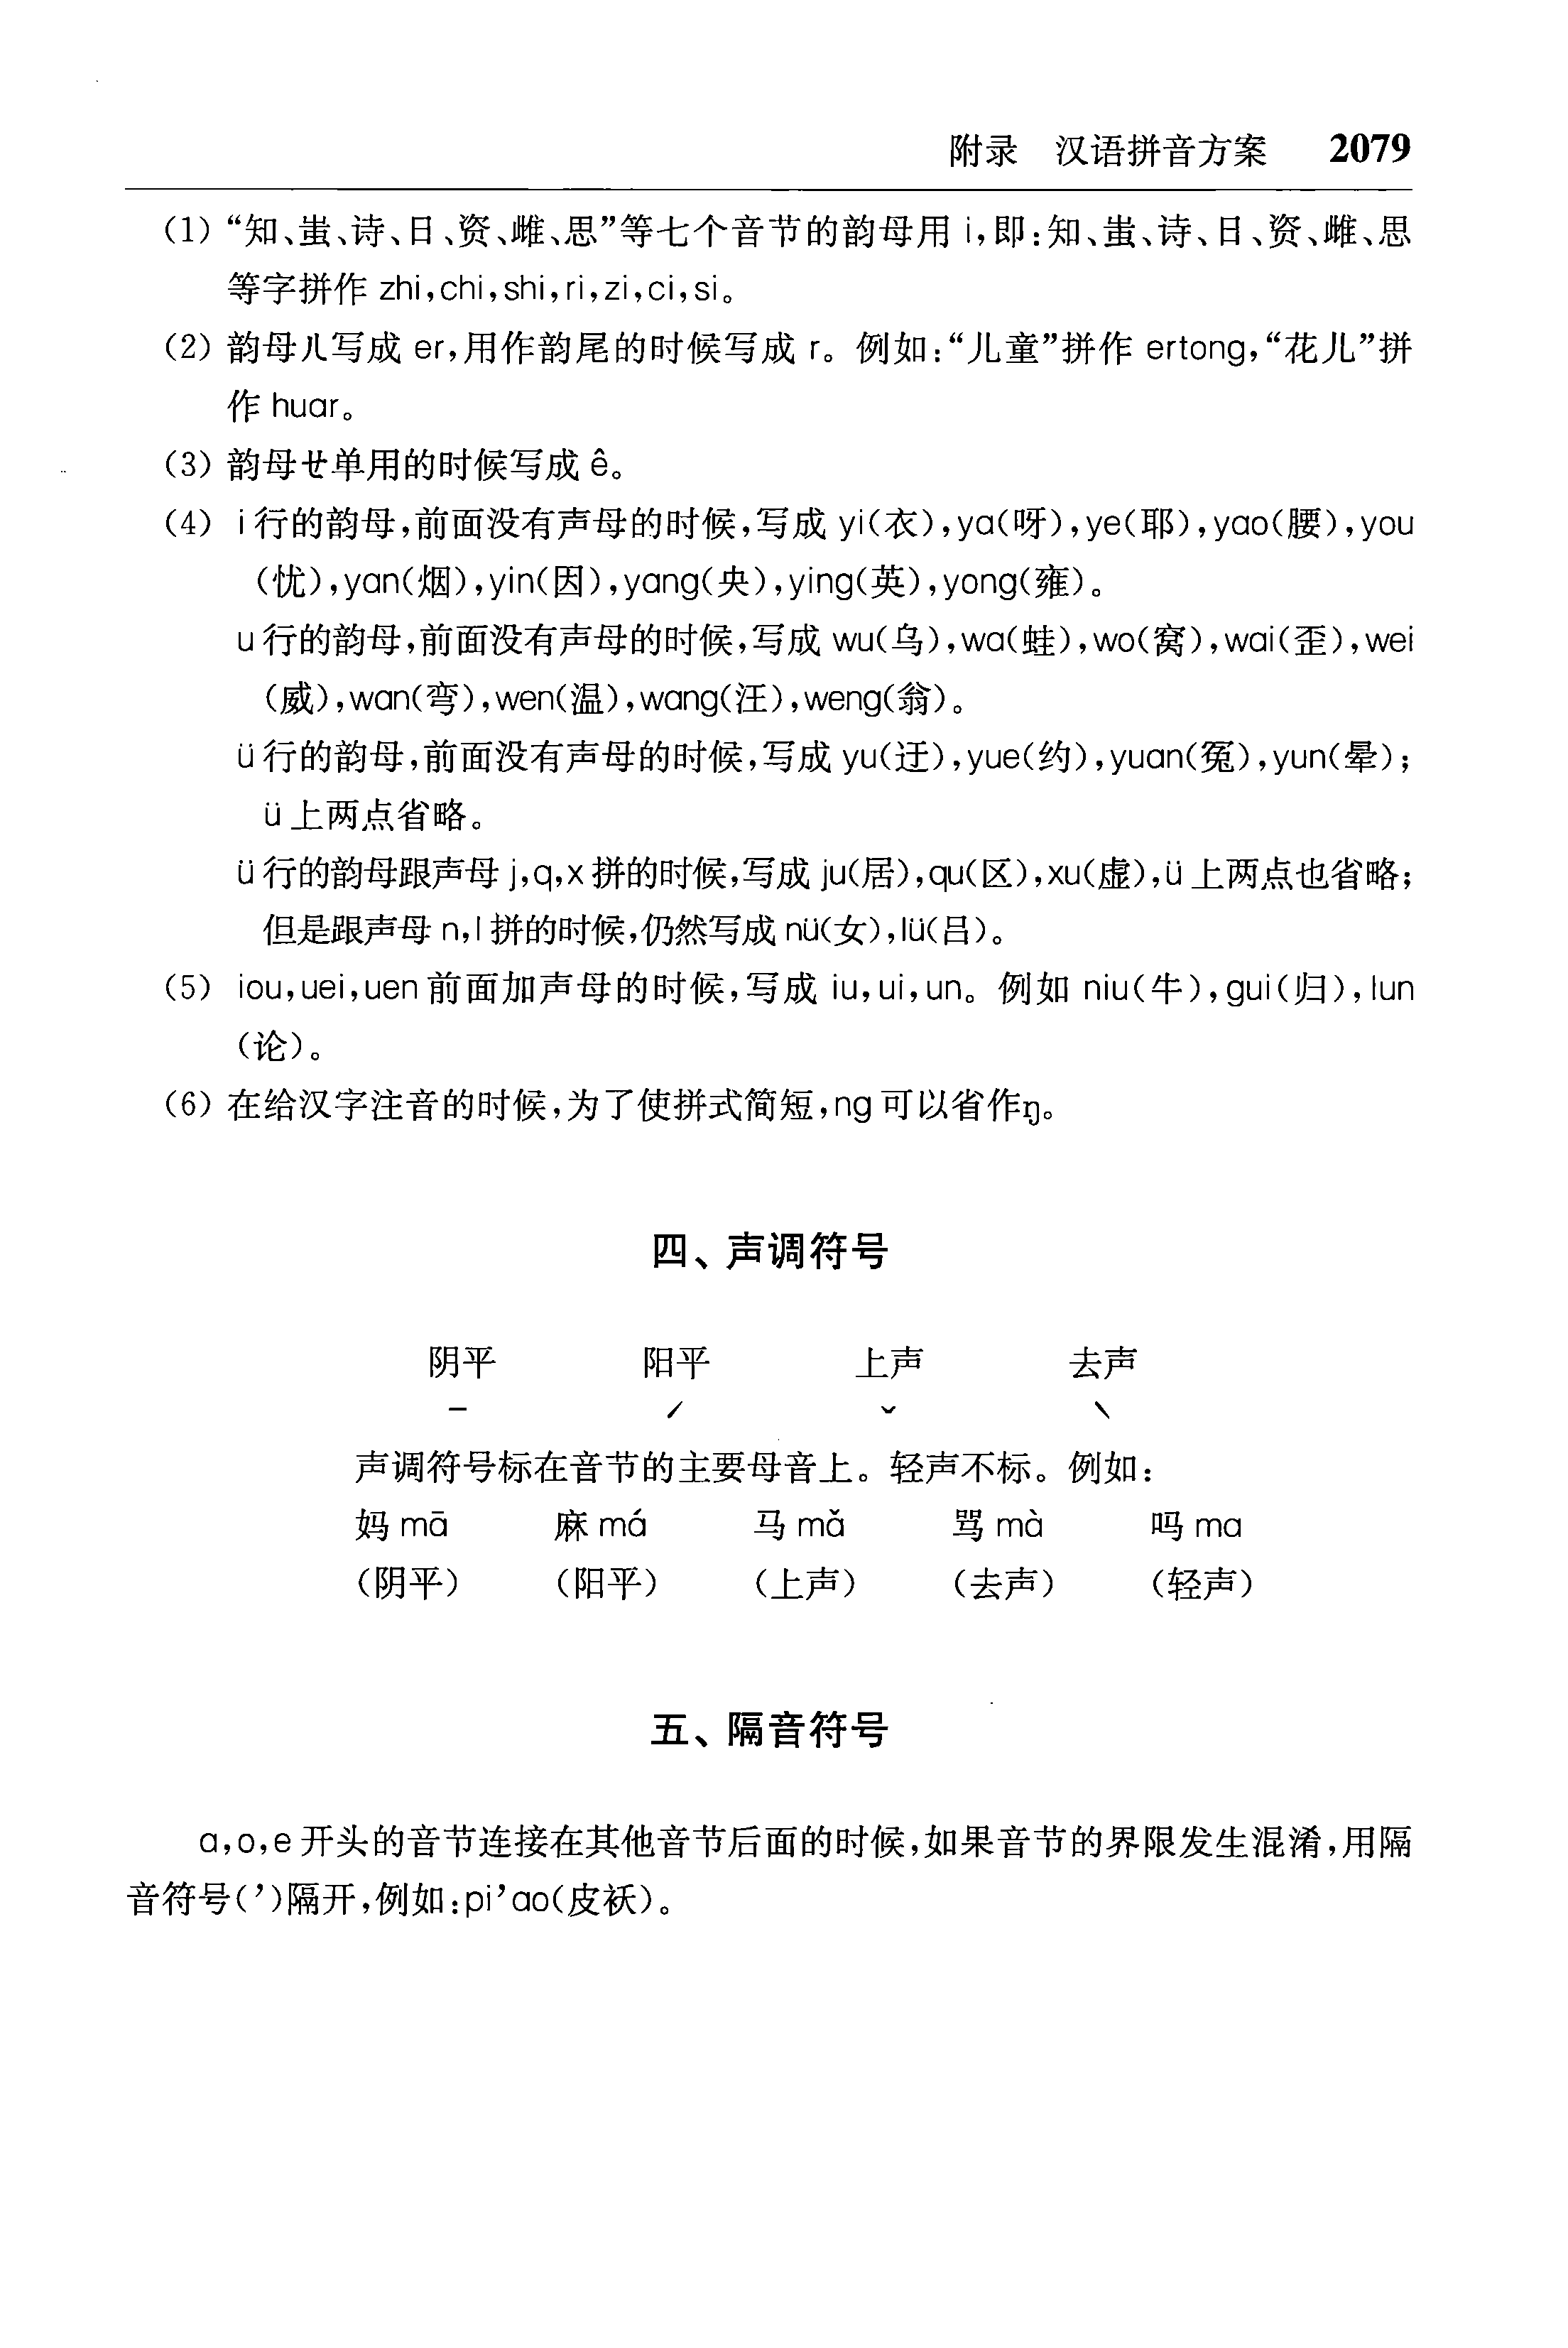 附录 汉语拼音方案 2079
(1) “知、蚩、诗、日、资、雌、思”等七个音节的韵母用 i,即:知、蚩、诗、日、资、雌、思
等字拼作 zhi,chi,shi,ri,zi,ci,si。
(2) 韵母ㄦ写成 er,用作韵尾的时候写成 r。例如:“儿童”拼作 ertong,“花儿”拼
作 huar。
(3) 韵母ㄝ单用的时候写成 ê。
(4) i 行的韵母,前面没有声母的时候,写成 yi(衣),ya(呀),ye(耶),yao(腰),you
(忧),yan(烟),yin(因),yang(央),ying(英),yong(雍)。
u 行的韵母,前面没有声母的时候,写成 wu(乌),wa(蛙),wo(窝),wai(歪),wei
(威),wan(弯),wen(温),wang(汪),weng(翁)。
ü 行的韵母,前面没有声母的时候,写成 yu(迂),yue(约),yuan(冤),yun(晕);
ü 上两点省略。
ü 行的韵母跟声母 j,q,x 拼的时候,写成 ju(居),qu(区),xu(虚),ü 上两点也省略;
但是跟声母 n,l 拼的时候,仍然写成 nü(女),lü(吕)。
(5) iou,uei,uen 前面加声母的时候,写成 iu,ui,un。例如 niu(牛),gui(归),lun
(论)。
(6) 在给汉字注音的时候,为了使拼式简短,ng 可以省作ŋ。
四、声调符号
阴平 阳平 上声 去声
ˉ ˊ ˇ ˋ
声调符号标在音节的主要母音上。轻声不标。例如:
妈 mā 麻 má 马 mǎ 骂 mà 吗 ma
(阴平) (阳平) (上声) (去声) (轻声)
五、隔音符号
a,o,e 开头的音节连接在其他音节后面的时候,如果音节的界限发生混淆,用隔
音符号(’)隔开,例如:pi’ao(皮袄)。